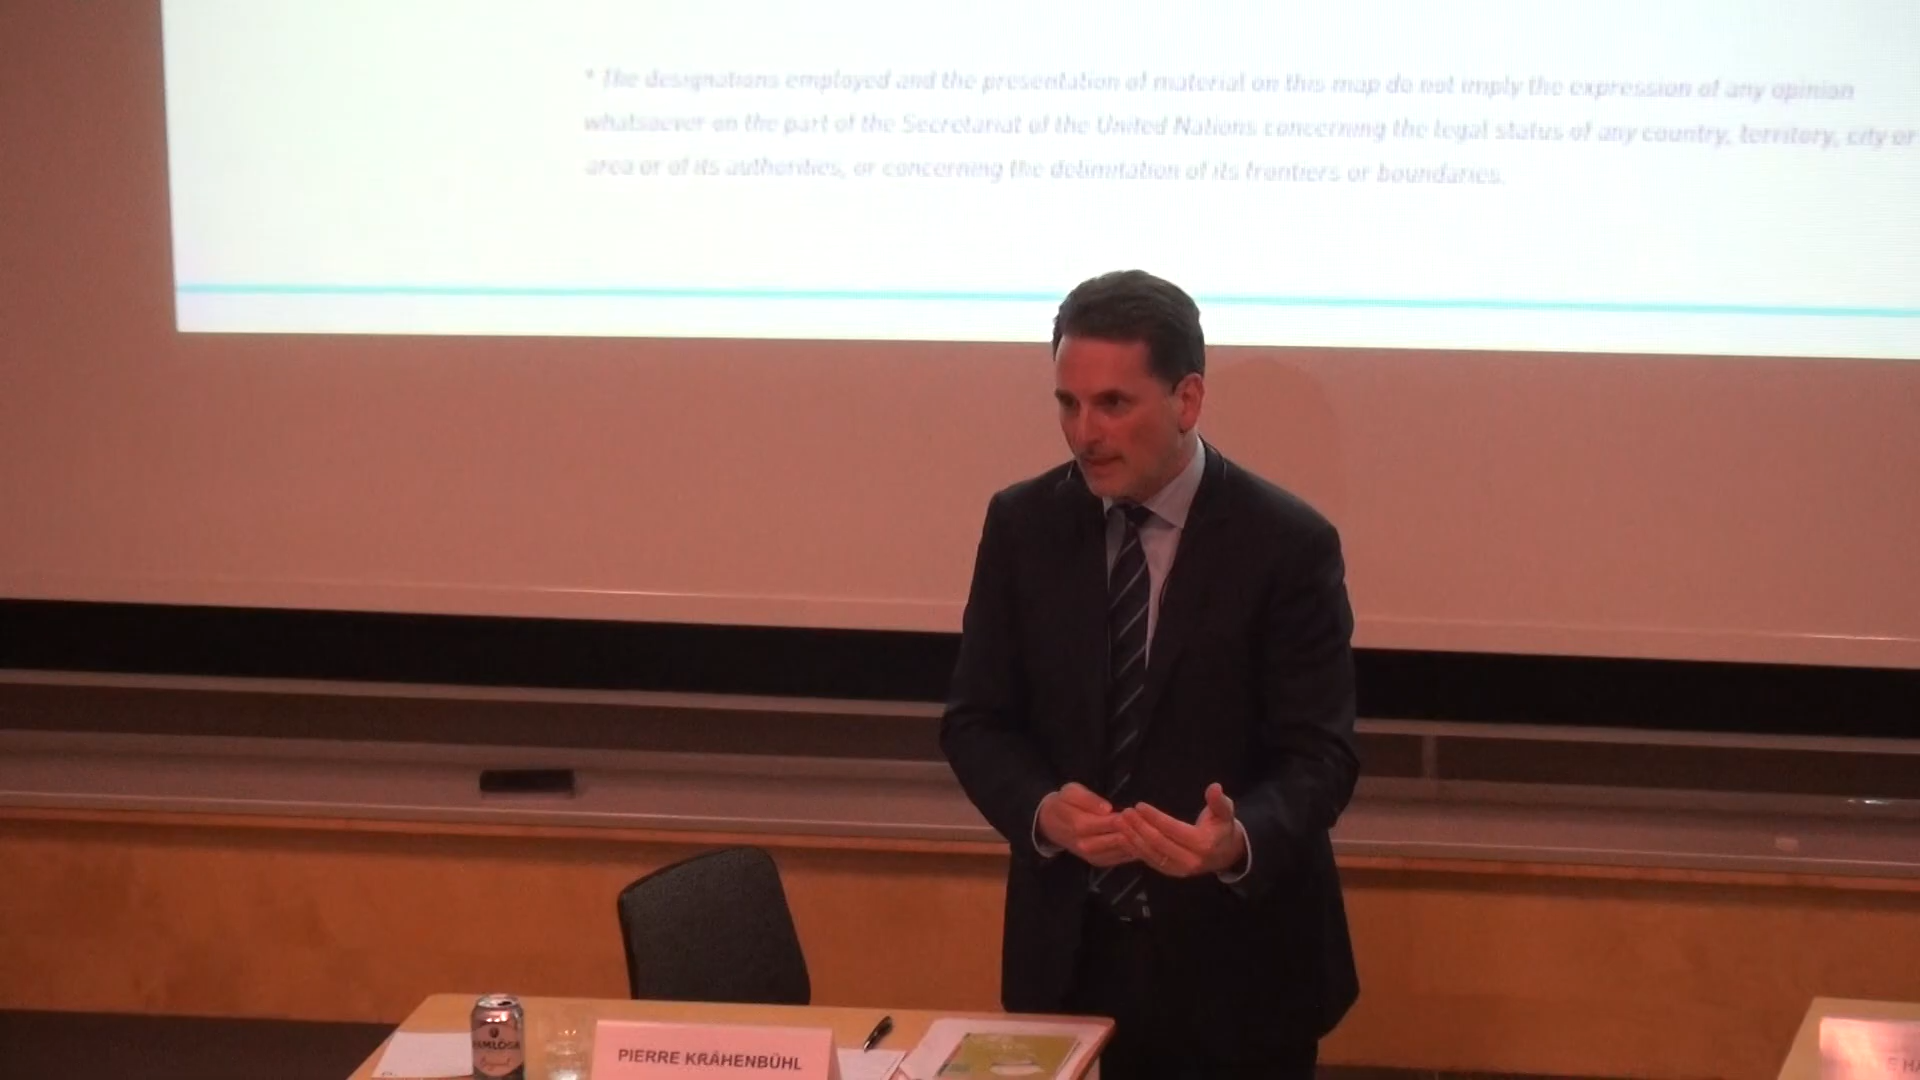 * The designations employed and the presentation of material on this map do not imply the expression of any opinion
whatsoever on the part of the Secretariat of the United Nations concerning the legal status of any country, territory, city or
area or of its authorities, or concerning the delimitation of its frontiers or boundaries.
PIERRE KRÄHENBÜHL